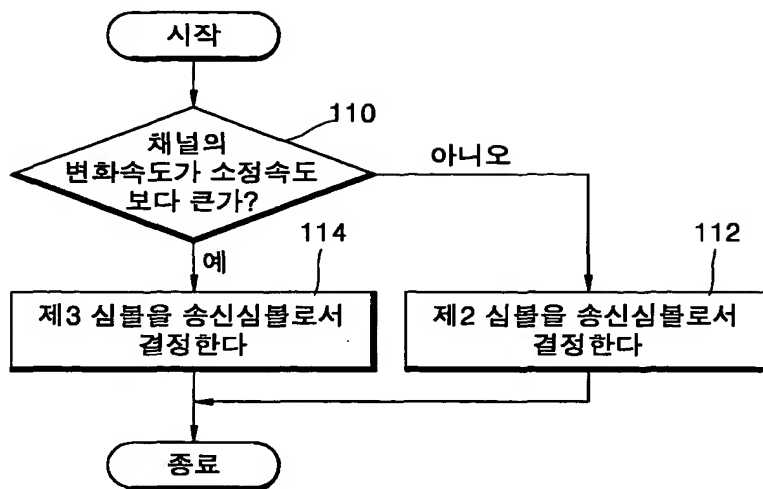 시작
110
채널의
변화속도가 소정속도
보다 큰가?
아니오
예
114
112
제3 심볼을 송신심볼로서
결정한다
제2 심볼을 송신심볼로서
결정한다
종료